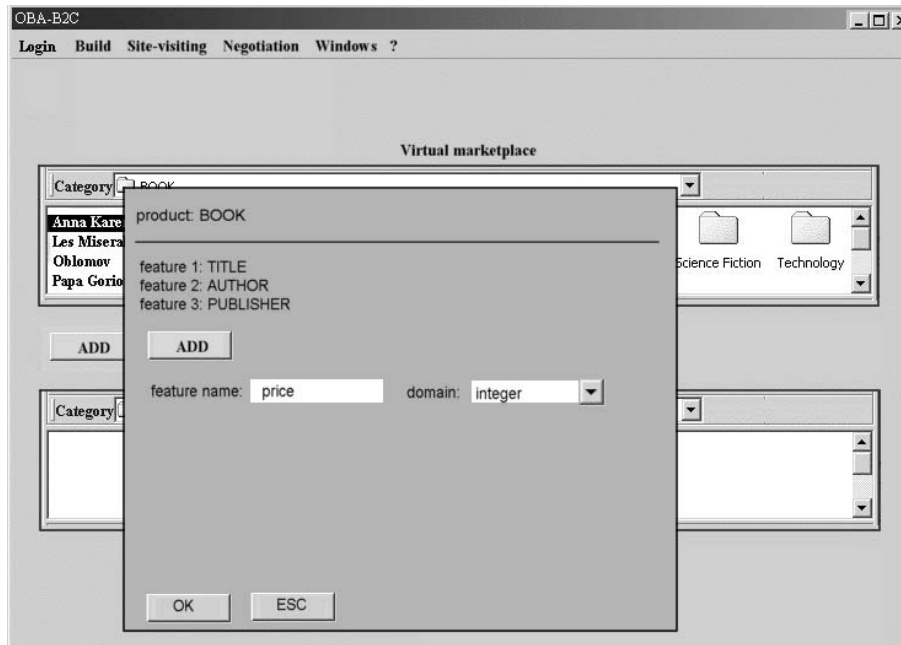 OBA-B2C
Login Build Site-visiting Negotiation Windows ?
Virtual marketplace
Category BOOK
Anna Kare
Les Misera
Oblomov
Papa Gorio
Science Fiction Technology
product: BOOK
feature 1: TITLE
feature 2: AUTHOR
feature 3: PUBLISHER
ADD
ADD
feature name: price domain: integer
Category
OK ESC